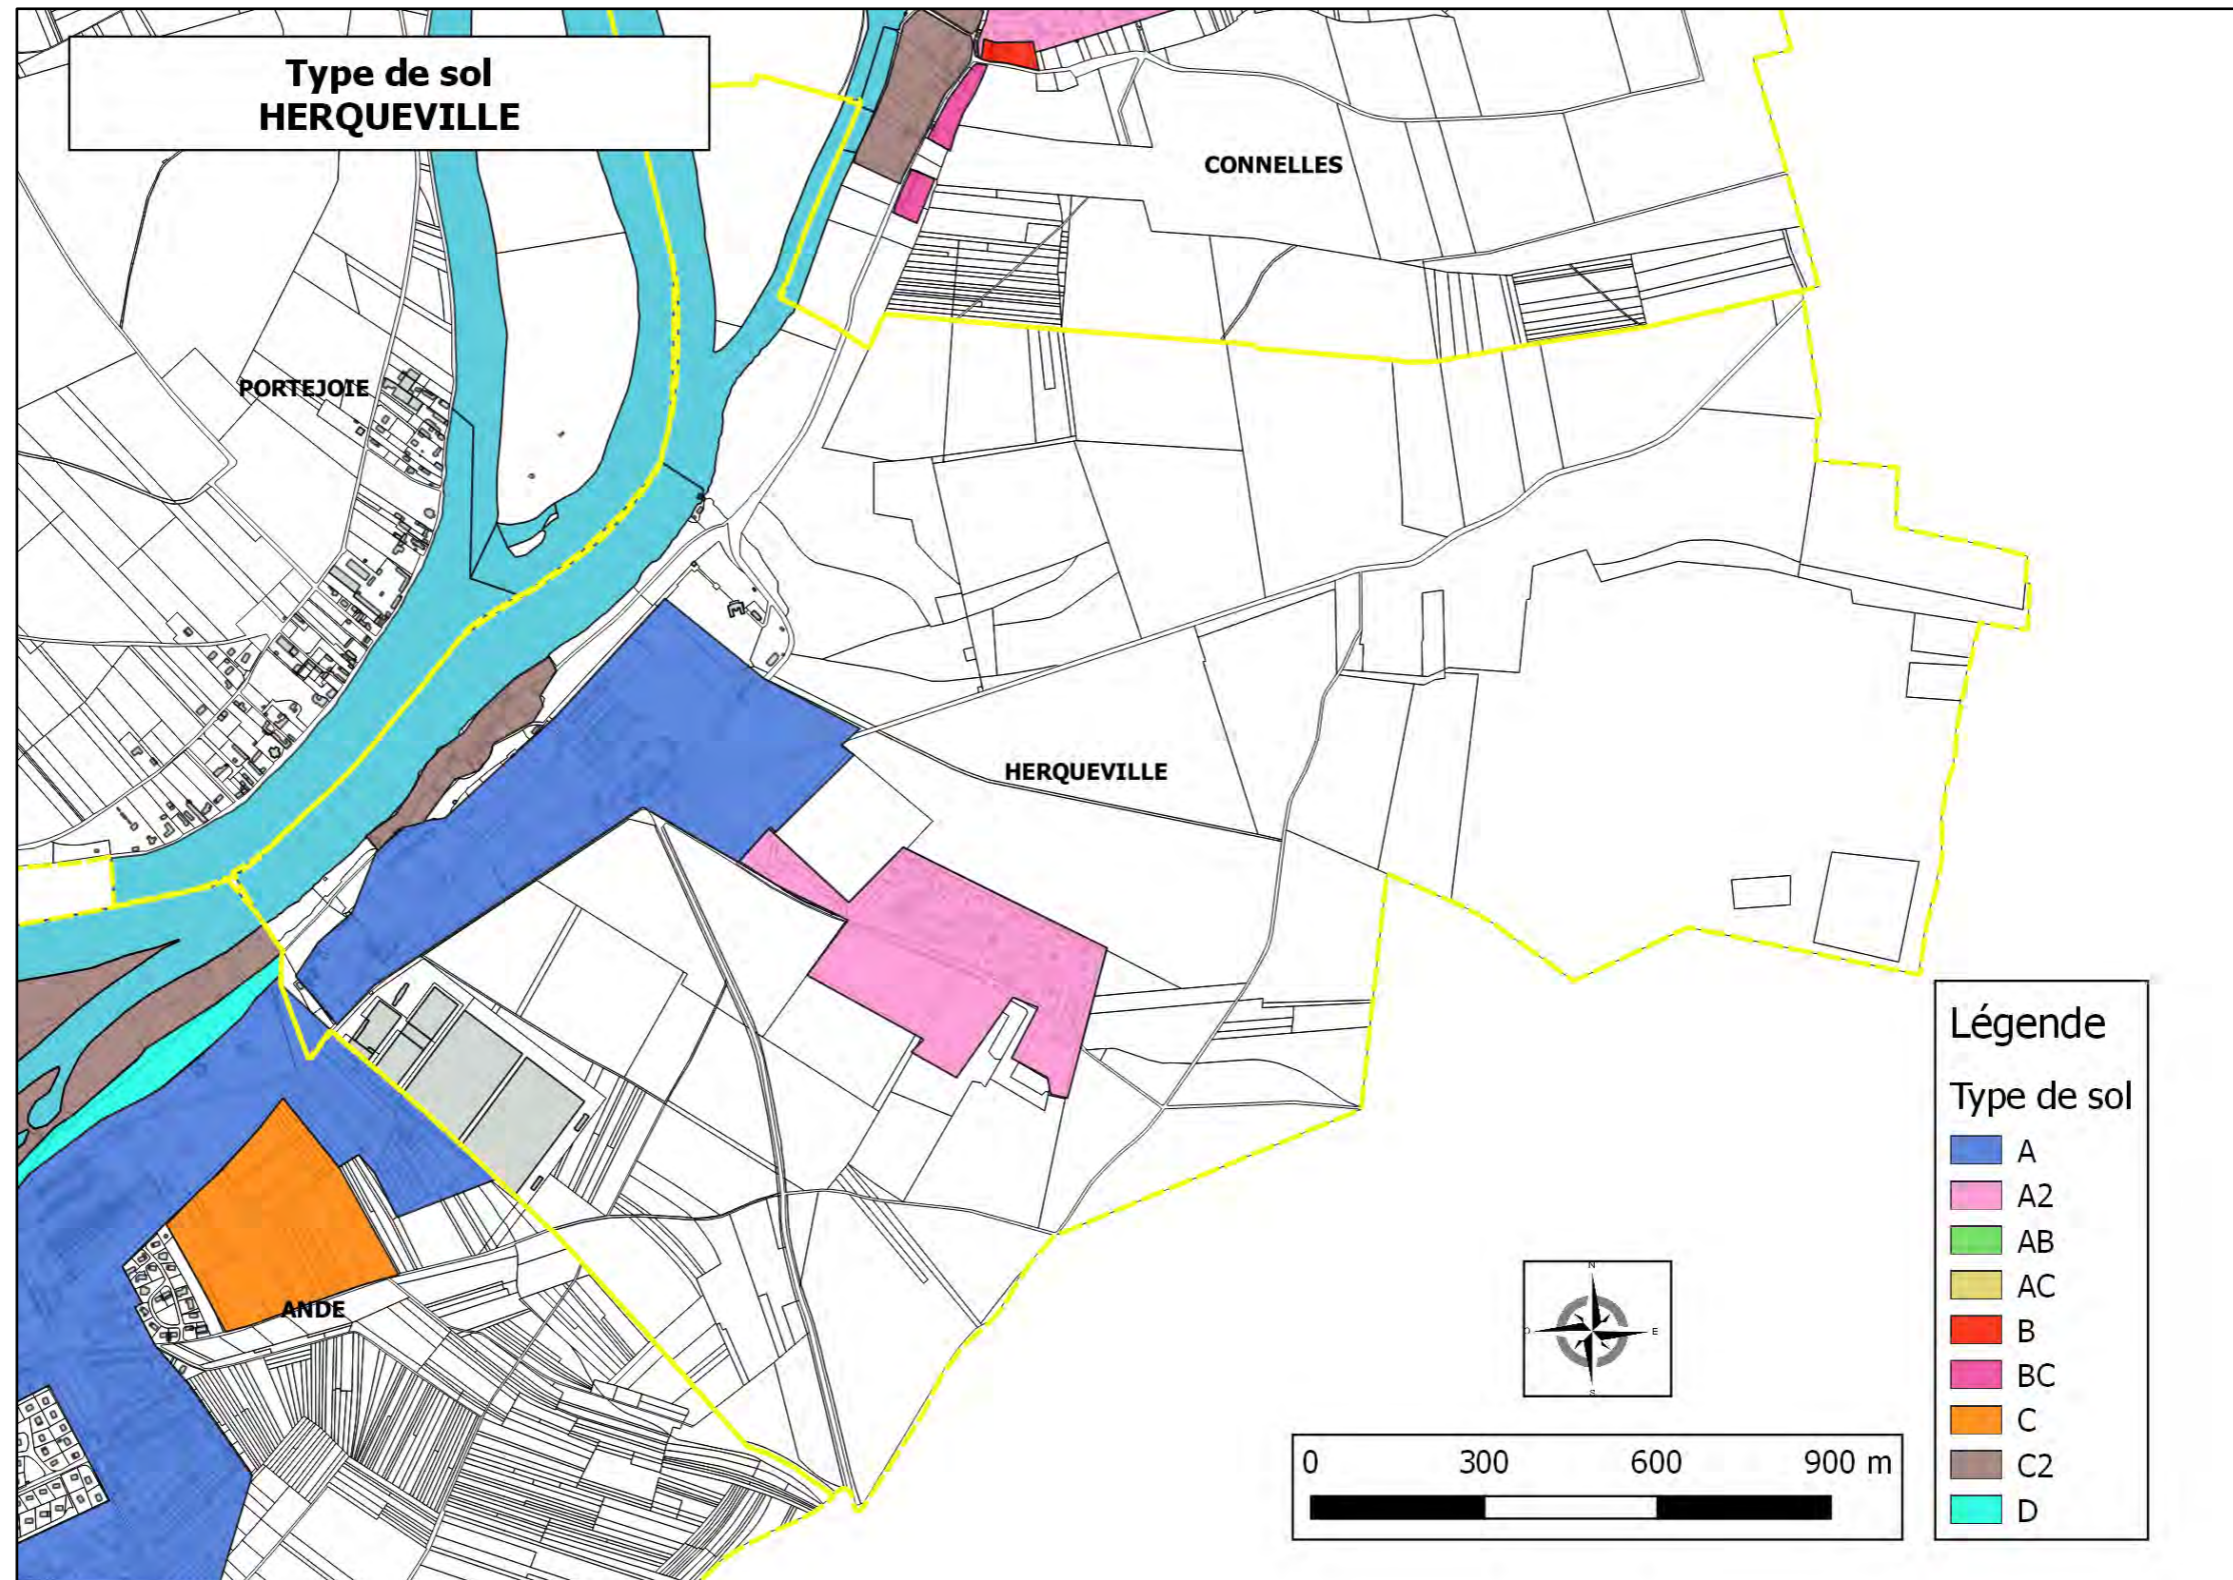 Type de sol
HERQUEVILLE
CONNELLES
PORTEJOIE
HERQUEVILLE
ANDE
Légende
Type de sol
A
A2
AB
AC
B
BC
C
C2
D
N
O E
S
0 300 600 900 m